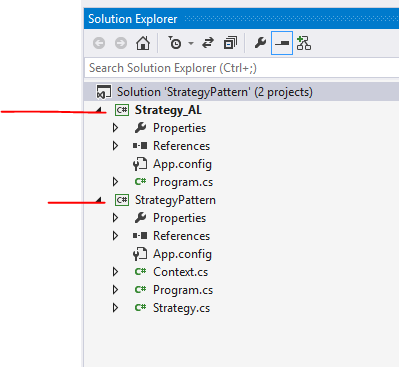 Solution Explorer
Search Solution Explorer (Ctrl+;)
Solution 'StrategyPattern' (2 projects)
C# Strategy_AL
Properties
References
App.config
C# Program.cs
C# StrategyPattern
Properties
References
App.config
C# Context.cs
C# Program.cs
C# Strategy.cs